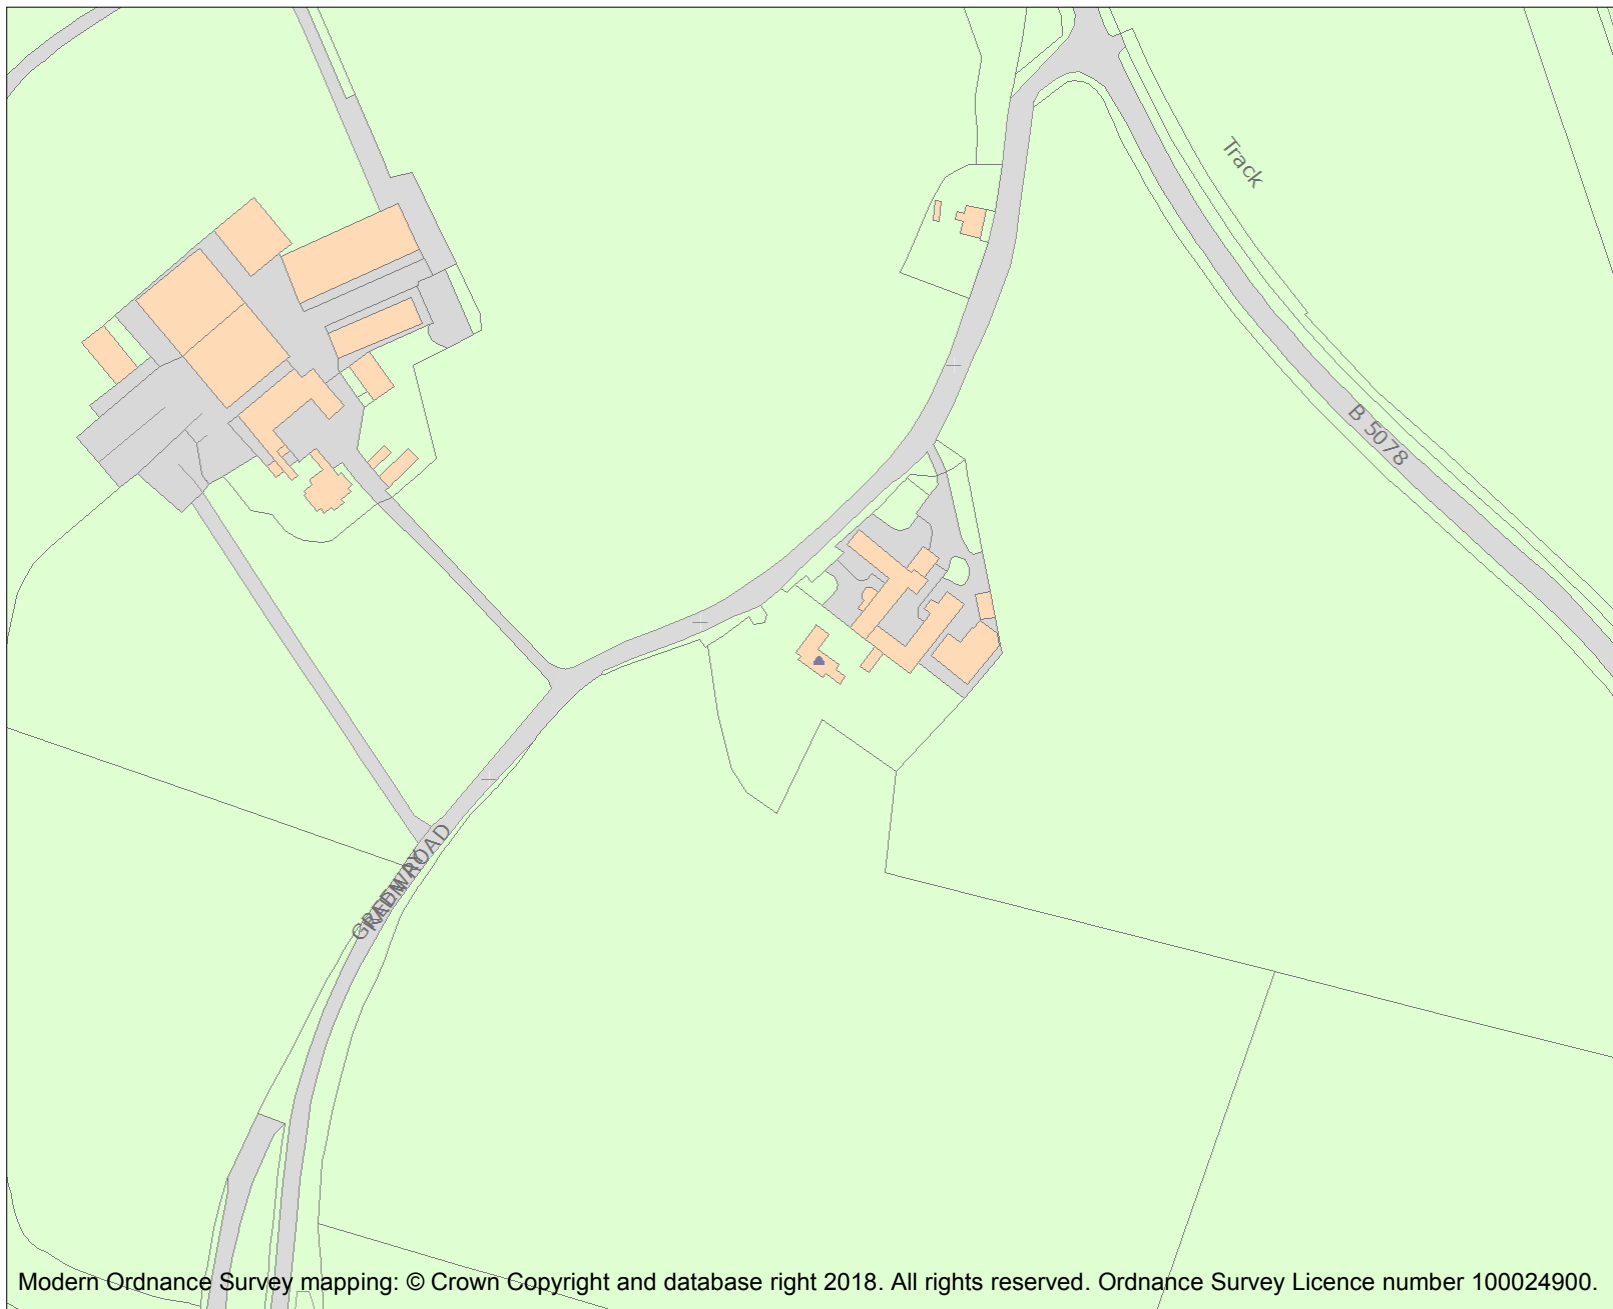 Track
B 5078
Modern Ordnance Survey mapping: © Crown Copyright and database right 2018. All rights reserved. Ordnance Survey Licence number 100024900.